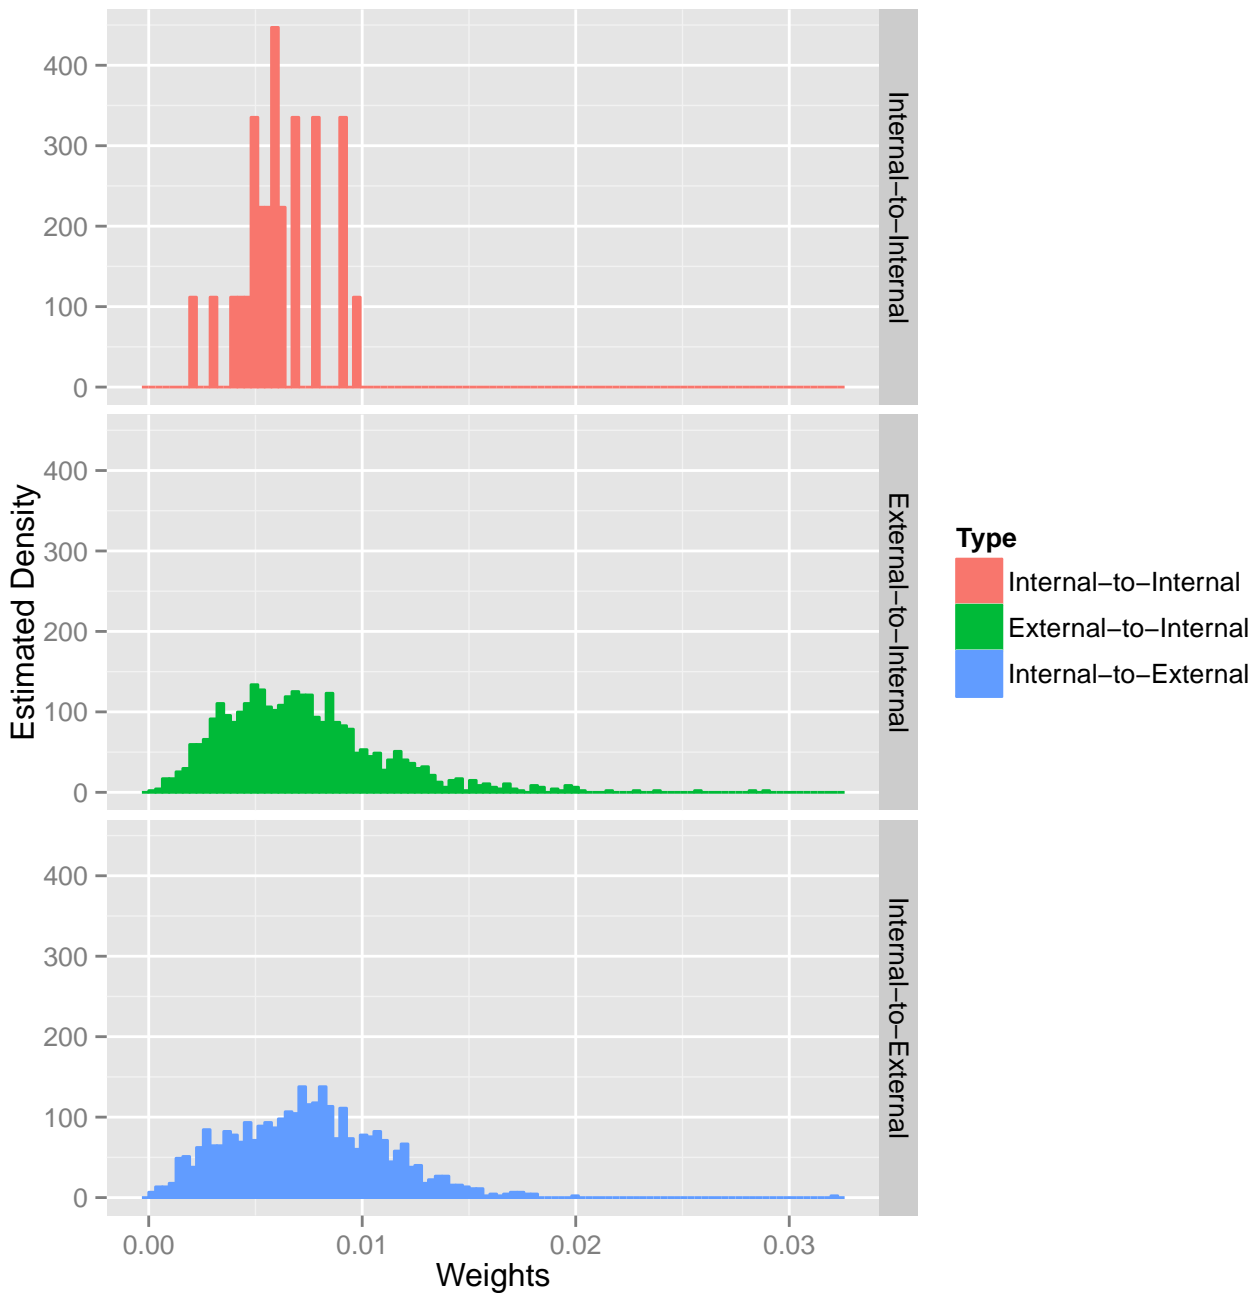 400
300
200
100
0
Internal−to−Internal
400
300
200
100
0
External−to−Internal
400
300
200
100
0
Internal−to−External
Estimated Density
0.00 0.01 0.02 0.03
Weights
Type
Internal−to−Internal
External−to−Internal
Internal−to−External